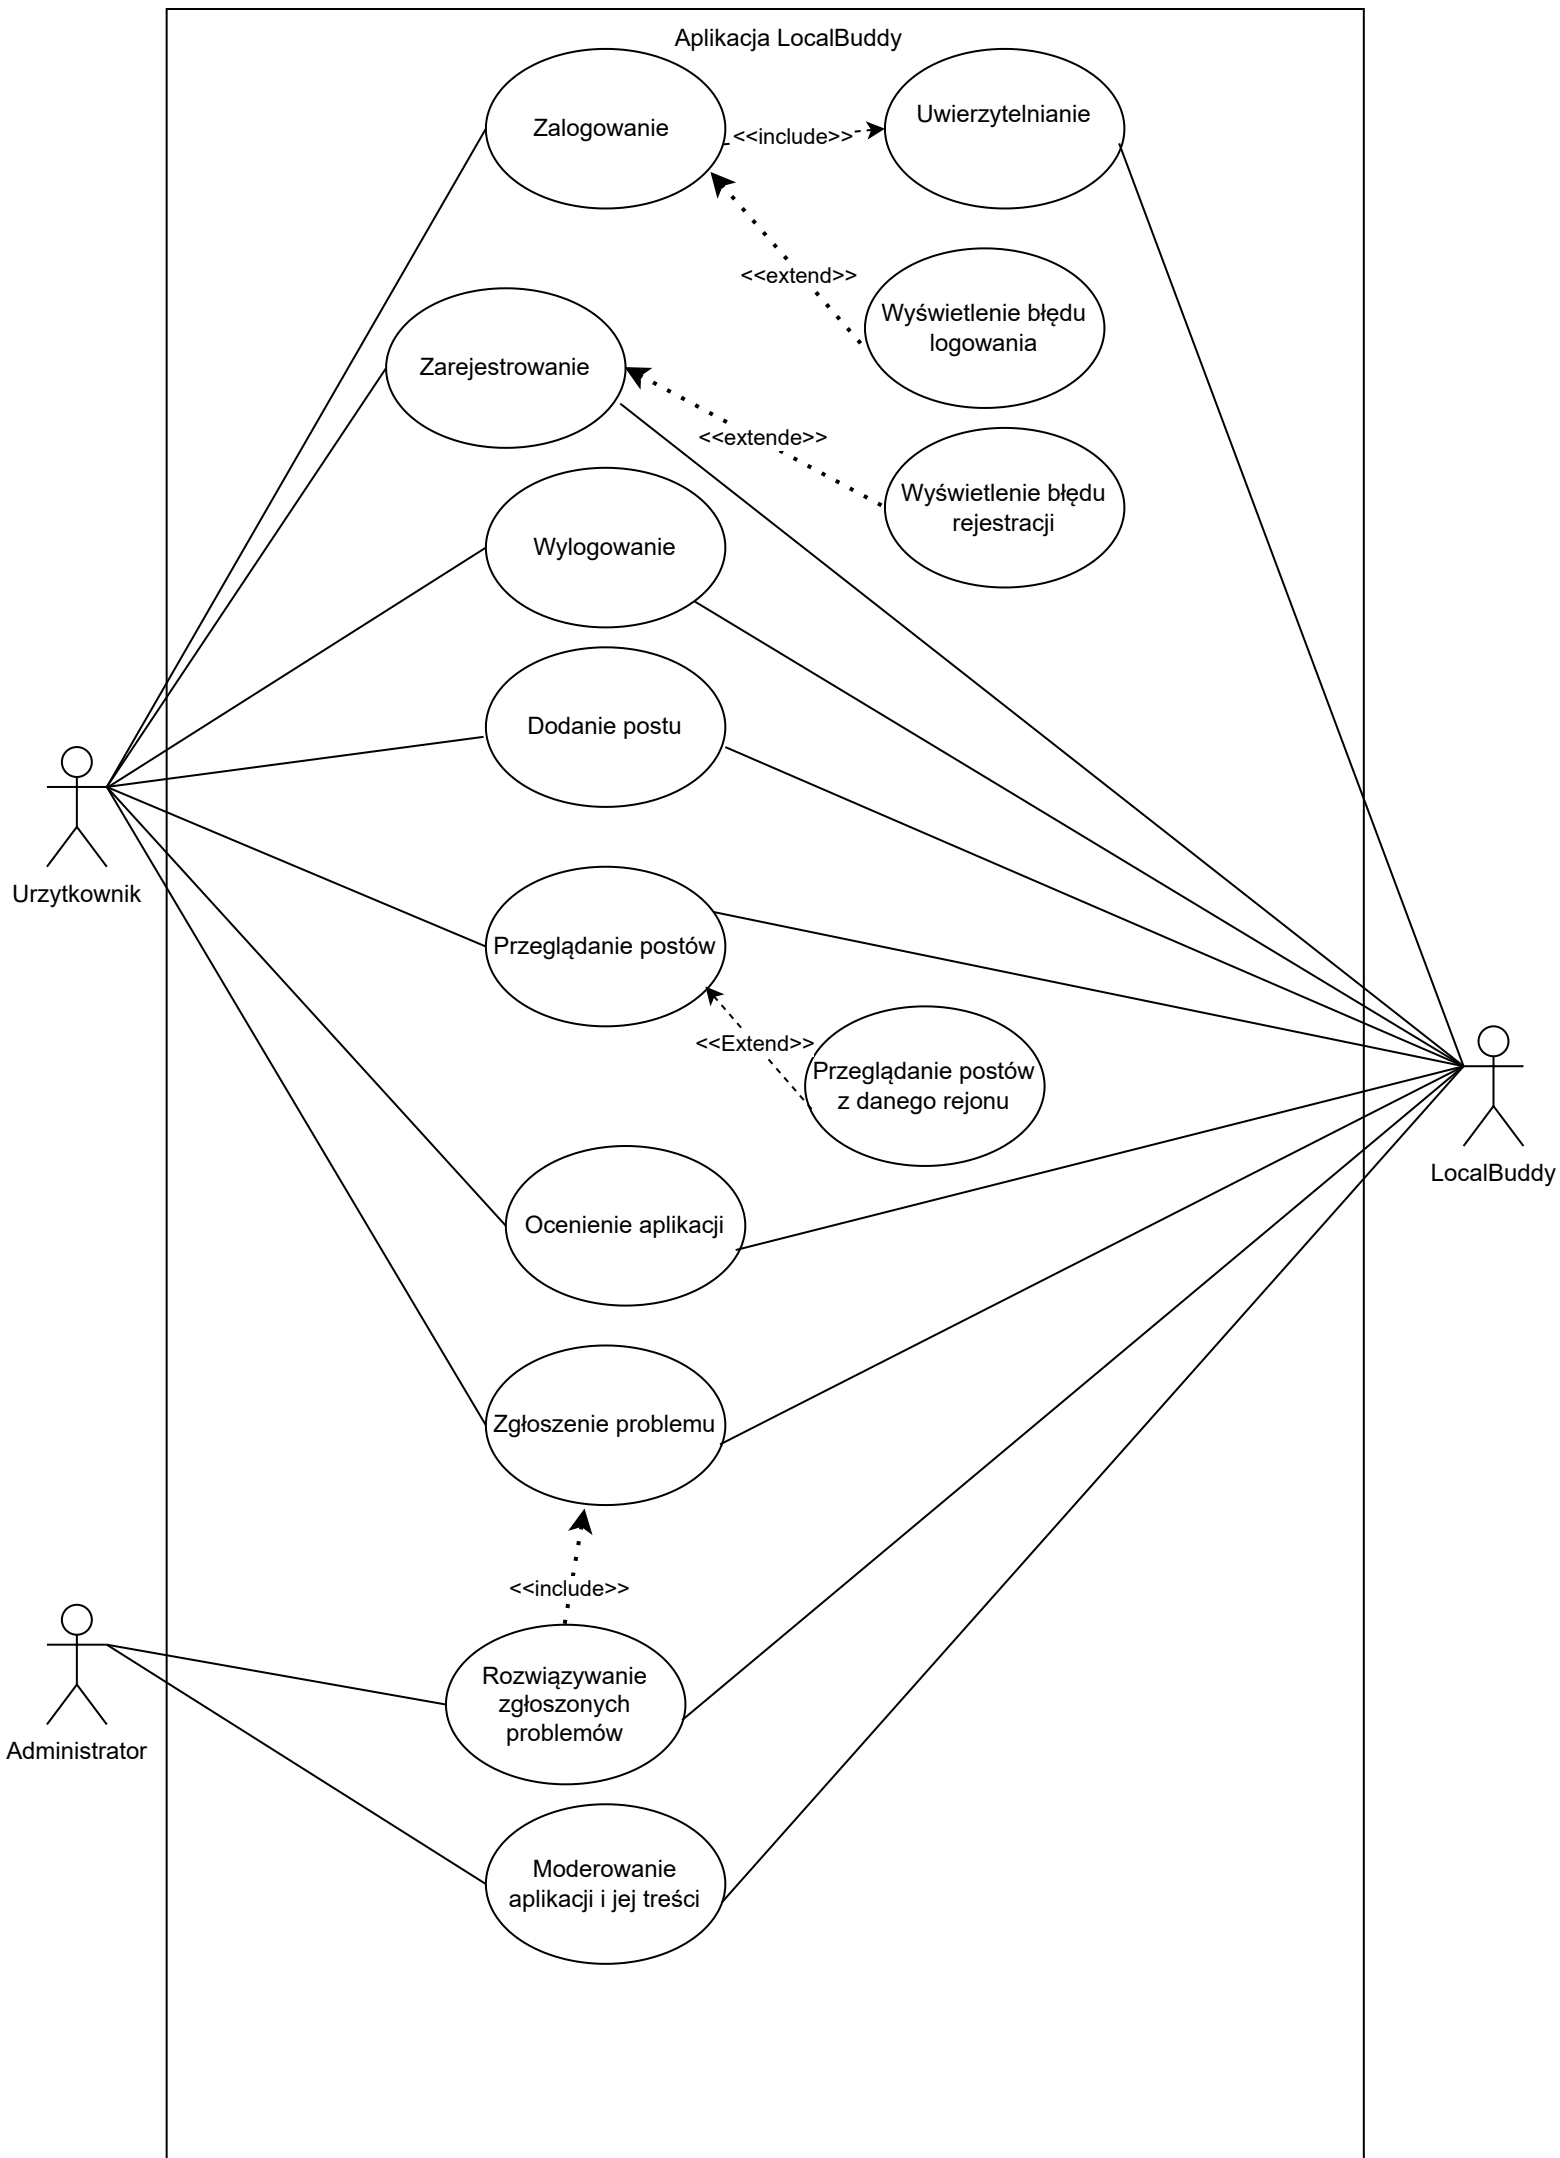 Aplikacja LocalBuddy
Zalogowanie
<<include>>
Uwierzytelnianie
<<extend>>
Wyświetlenie błędu
logowania
Zarejestrowanie
<<extende>>
Wyświetlenie błędu
rejestracji
Wylogowanie
Dodanie postu
Urzytkownik
Przeglądanie postów
<<Extend>>
Przeglądanie postów
z danego rejonu
LocalBuddy
Ocenienie aplikacji
Zgłoszenie problemu
<<include>>
Rozwiązywanie
zgłoszonych
problemów
Administrator
Moderowanie
aplikacji i jej treści